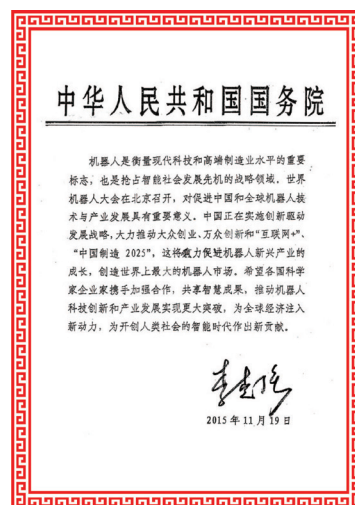 中华人民共和国国务院
机器人是衡量现代科技和高端制造业水平的重要
标志，也是抢占智能社会发展先机的战略领域。世界
机器人大会在北京召开，对促进中国和全球机器人技
术与产业发展具有重要意义。中国正在实施创新驱动
发展战略，大力推动大众创业、万众创新和“互联网+”、
“中国制造 2025”，这将有力促进机器人新兴产业的
成长，创造世界上最大的机器人市场。希望各国科学
家企业家携手加强合作，共享智慧成果，推动机器人
科技创新和产业发展实现更大突破，为全球经济注入
新动力，为开创人类社会的智能时代作出新贡献。
李克强
2015 年 11 月 19 日